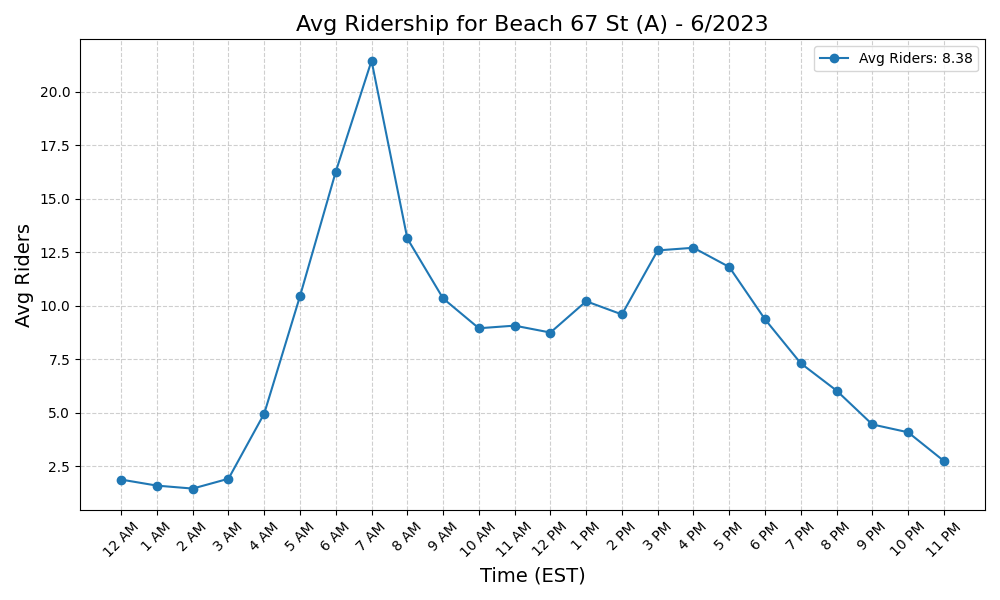 Avg Ridership for Beach 67 St (A) - 6/2023
Avg Riders: 8.38
Avg Riders
20.0
17.5
15.0
12.5
10.0
7.5
5.0
2.5
12 AM
1 AM
2 AM
3 AM
4 AM
5 AM
6 AM
7 AM
8 AM
9 AM
10 AM
11 AM
12 PM
1 PM
2 PM
3 PM
4 PM
5 PM
6 PM
7 PM
8 PM
9 PM
10 PM
11 PM
Time (EST)